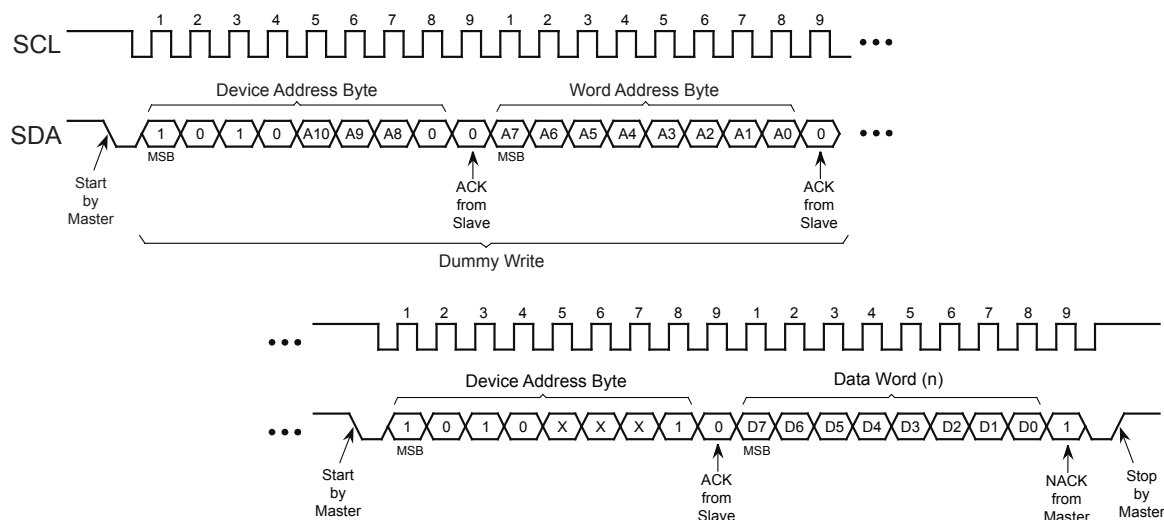 1 2 3 4 5 6 7 8 9 1 2 3 4 5 6 7 8 9
SCL
Device Address Byte Word Address Byte
SDA 1 0 1 0 A10 A9 A8 0 0 A7 A6 A5 A4 A3 A2 A1 A0 0
MSB MSB
Start
by
Master
ACK
from
Slave
ACK
from
Slave
Dummy Write
1 2 3 4 5 6 7 8 9 1 2 3 4 5 6 7 8 9
Device Address Byte Data Word (n)
1 0 1 0 X X X 1 0 D7 D6 D5 D4 D3 D2 D1 D0 1
MSB MSB
Start
by
Master
ACK
from
Slave
NACK
from
Master
Stop
by
Master